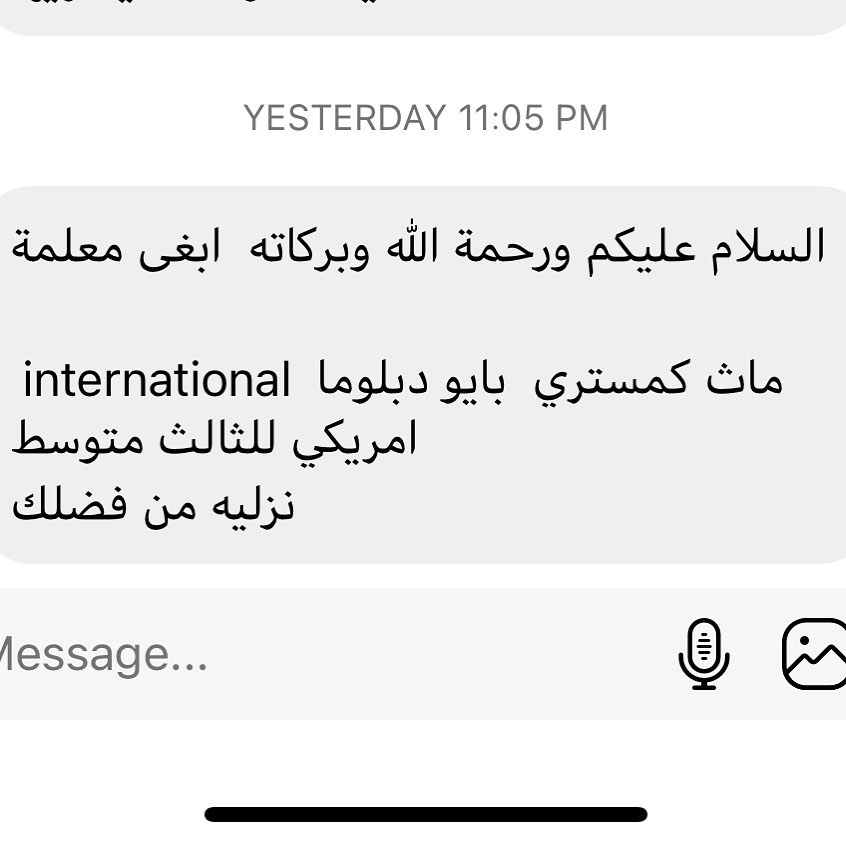 YESTERDAY 11:05 PM
السلام عليكم ورحمة الله وبركاته  ابغى معلمة
ماث كمستري  بايو دبلوما  international
امريكي للثالث متوسط
نزليه من فضلك
Message...